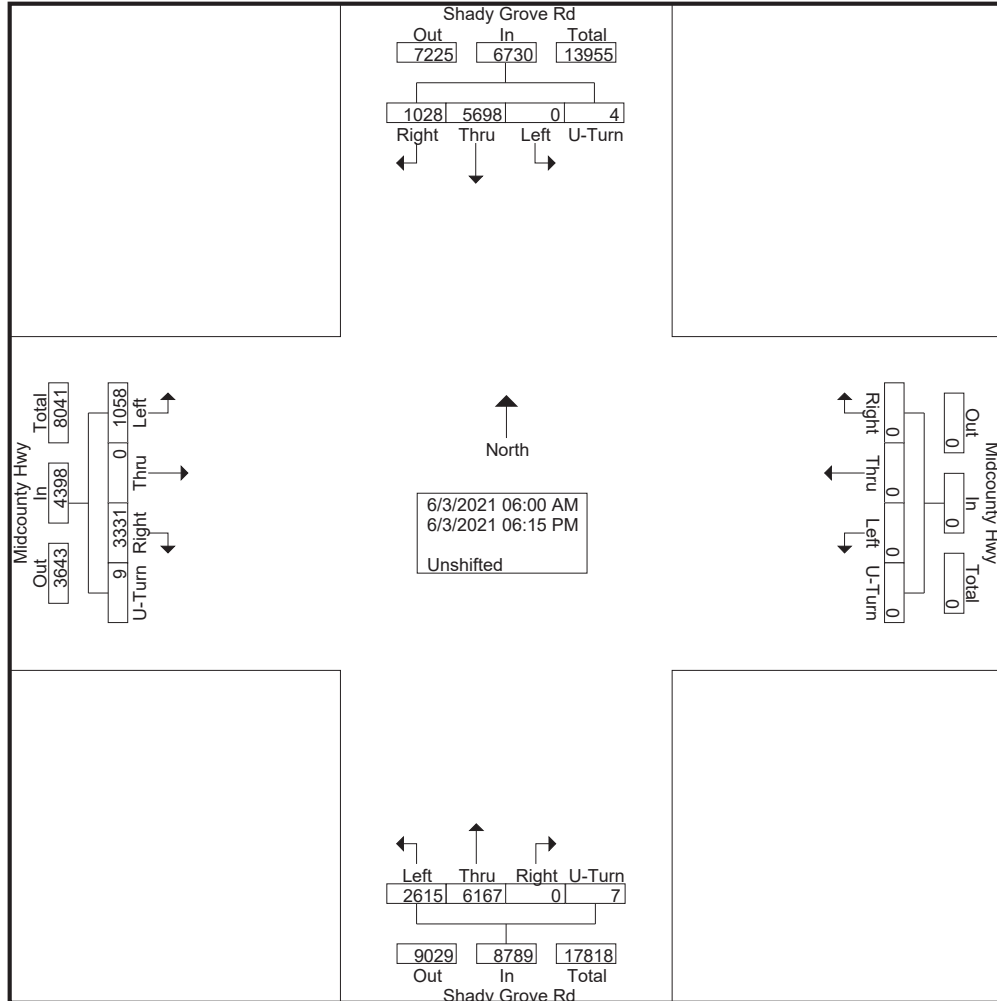 Shady Grove Rd
Out In Total
7225 6730 13955
1028 5698 0 4
Right Thru Left U-Turn
Midcounty Hwy
Total In Out
8041 4398 3643
1058 0 3331 9
Left Thru Right U-Turn
North
6/3/2021 06:00 AM
6/3/2021 06:15 PM
Unshifted
Right Thru Left U-Turn
0 0 0 0
Out In Total
0 0 0
Midcounty Hwy
Left Thru Right U-Turn
2615 6167 0 7
9029 8789 17818
Out In Total
Shady Grove Rd